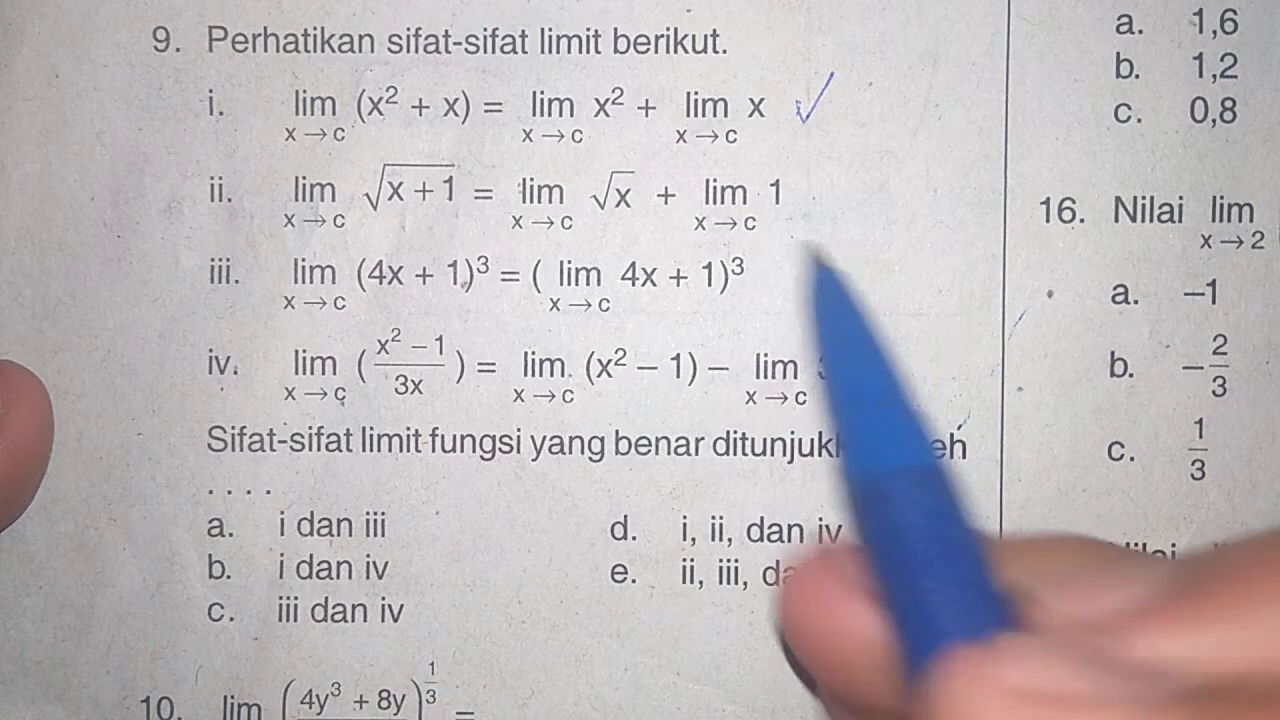 9. Perhatikan sifat-sifat limit berikut.
i. lim (x² + x) = lim x² + lim x ✓
x→c x→c x→c
ii. lim √(x + 1) = lim √x + lim 1
x→c x→c x→c
iii. lim (4x + 1)³ = ( lim 4x + 1)³
x→c x→c
iv. lim (x² – 1 / 3x) = lim (x² – 1) – lim
x→c x→c x→c
Sifat-sifat limit fungsi yang benar
. . . .
a. i dan iii
b. i dan iv
c. iii dan iv
d. i, ii, dan iv
e. ii, iii,
10. lim (4y³ + 8y)^(1/3) =
a. 1,6
b. 1,2
c. 0,8
16. Nilai lim
x→2
a. –1
b. –2/3
c. 1/3